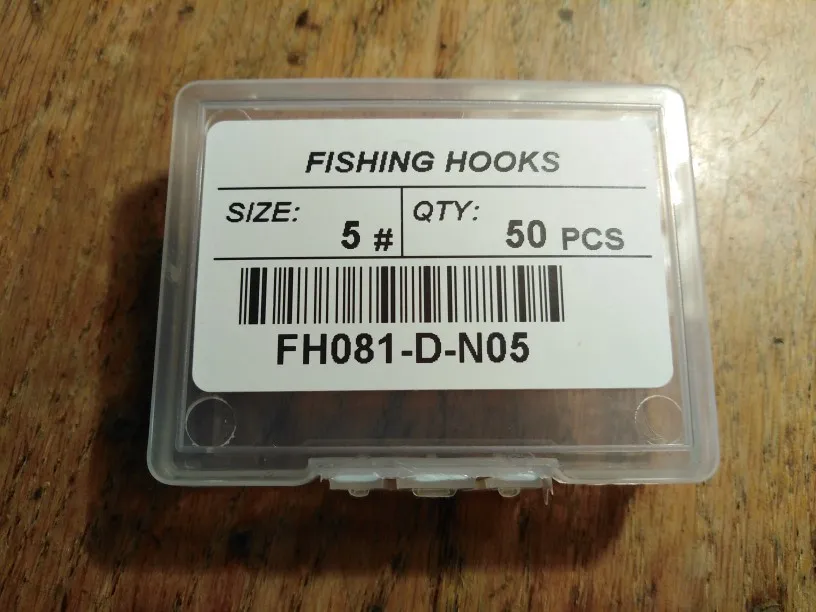 FISHING HOOKS
SIZE: 5 # QTY: 50 PCS
FH081-D-N05